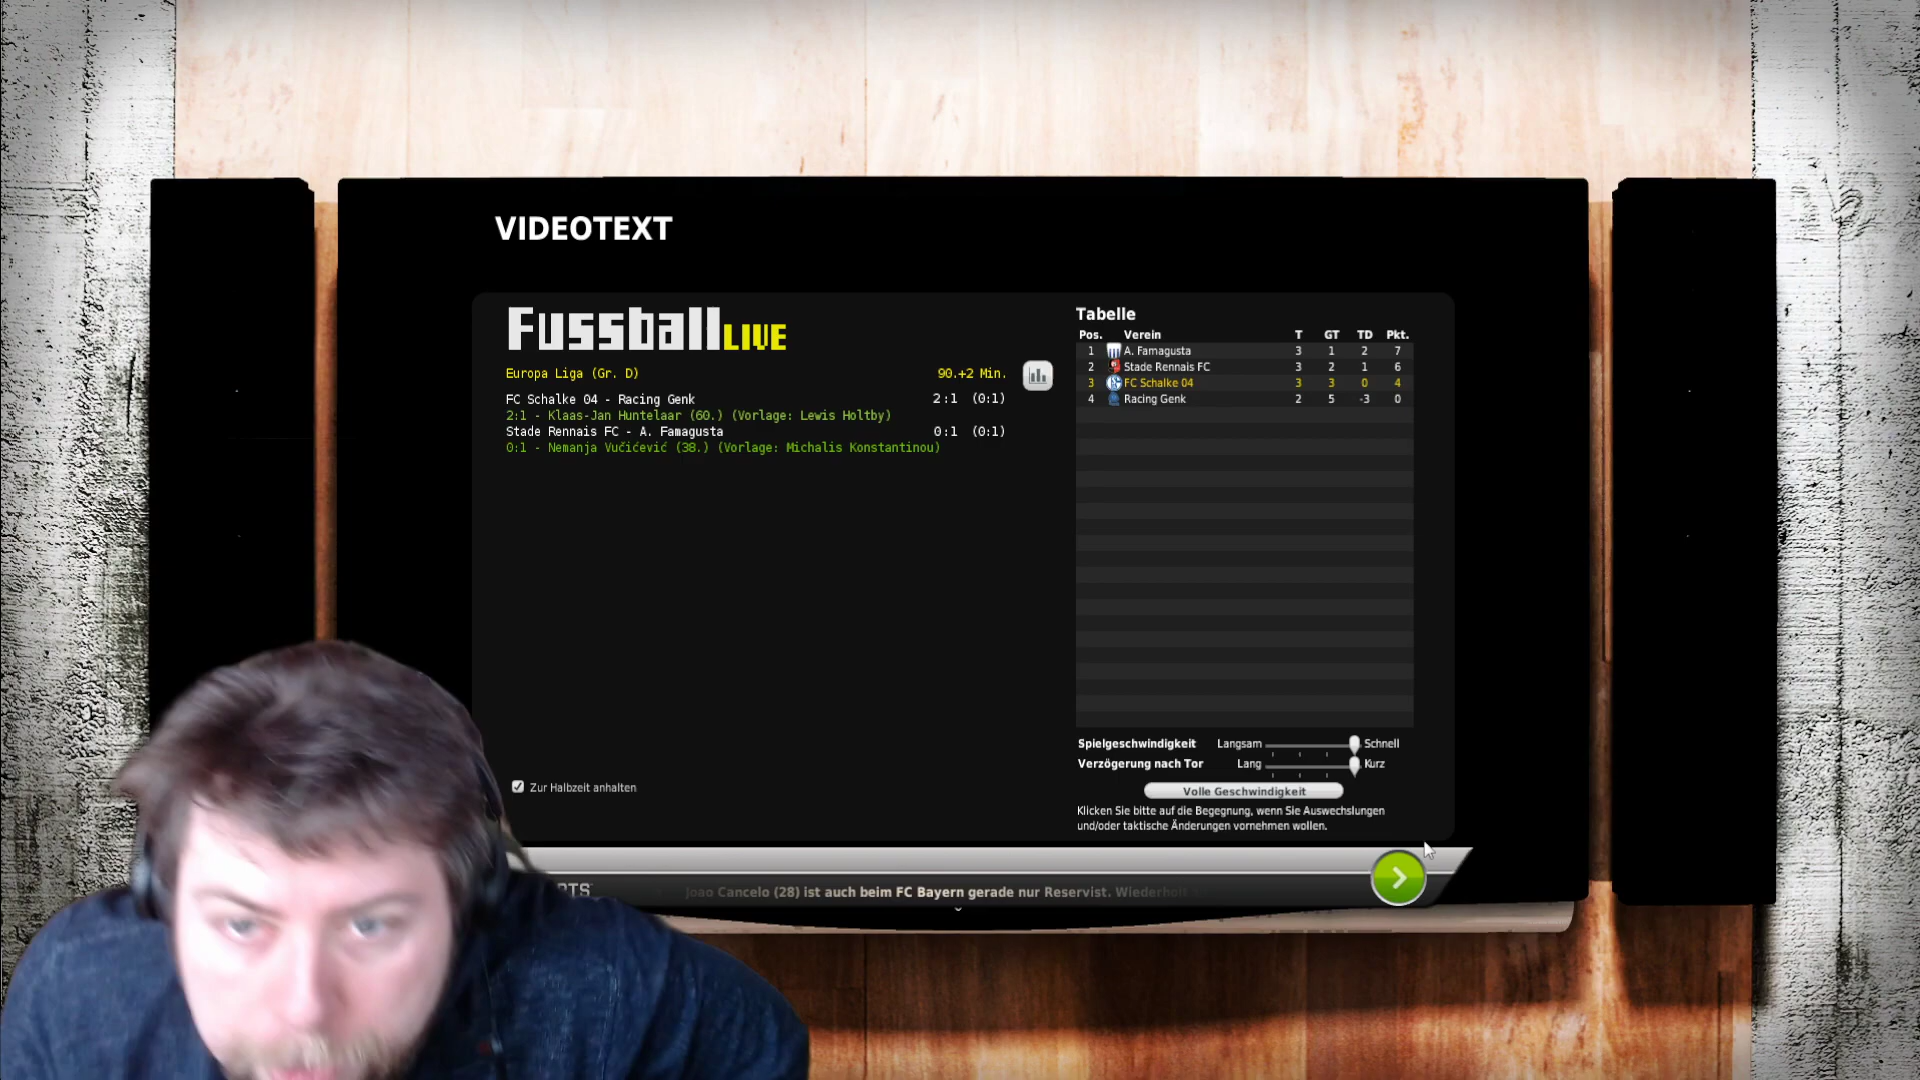 VIDEOTEXT
Fussball LIVE
Europa Liga (Gr. D) 90.+2 Min.
FC Schalke 04 - Racing Genk 2:1 (0:1)
2:1 - Klaas-Jan Huntelaar (60.) (Vorlage: Lewis Holtby)
Stade Rennais FC - A. Famagusta 0:1 (0:1)
0:1 - Nemanja Vučićević (38.) (Vorlage: Michalis Konstantinou)
Zur Halbzeit anhalten
Tabelle
Pos. Verein T GT TD Pkt.
1 A. Famagusta 3 1 2 7
2 Stade Rennais FC 3 2 1 6
3 FC Schalke 04 3 3 0 4
4 Racing Genk 2 5 -3 0
Spielgeschwindigkeit Langsam Schnell
Verzögerung nach Tor Lang Kurz
Volle Geschwindigkeit
Klicken Sie bitte auf die Begegnung, wenn Sie Auswechslungen
und/oder taktische Änderungen vornehmen wollen.
Joao Cancelo (28) ist auch beim FC Bayern gerade nur Reservist. Wiederholt